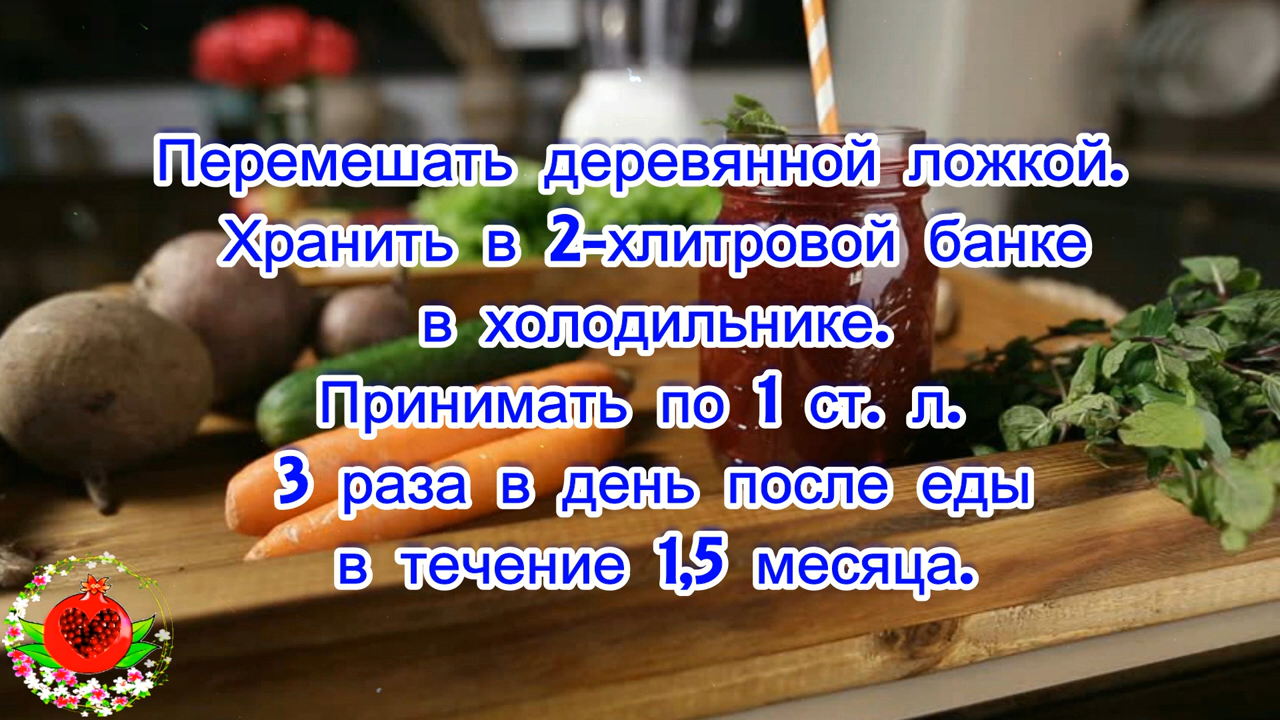 Перемешать деревянной ложкой.
Хранить в 2-хлитровой банке
в холодильнике.
Принимать по 1 ст. л.
3 раза в день после еды
в течение 1,5 месяца.